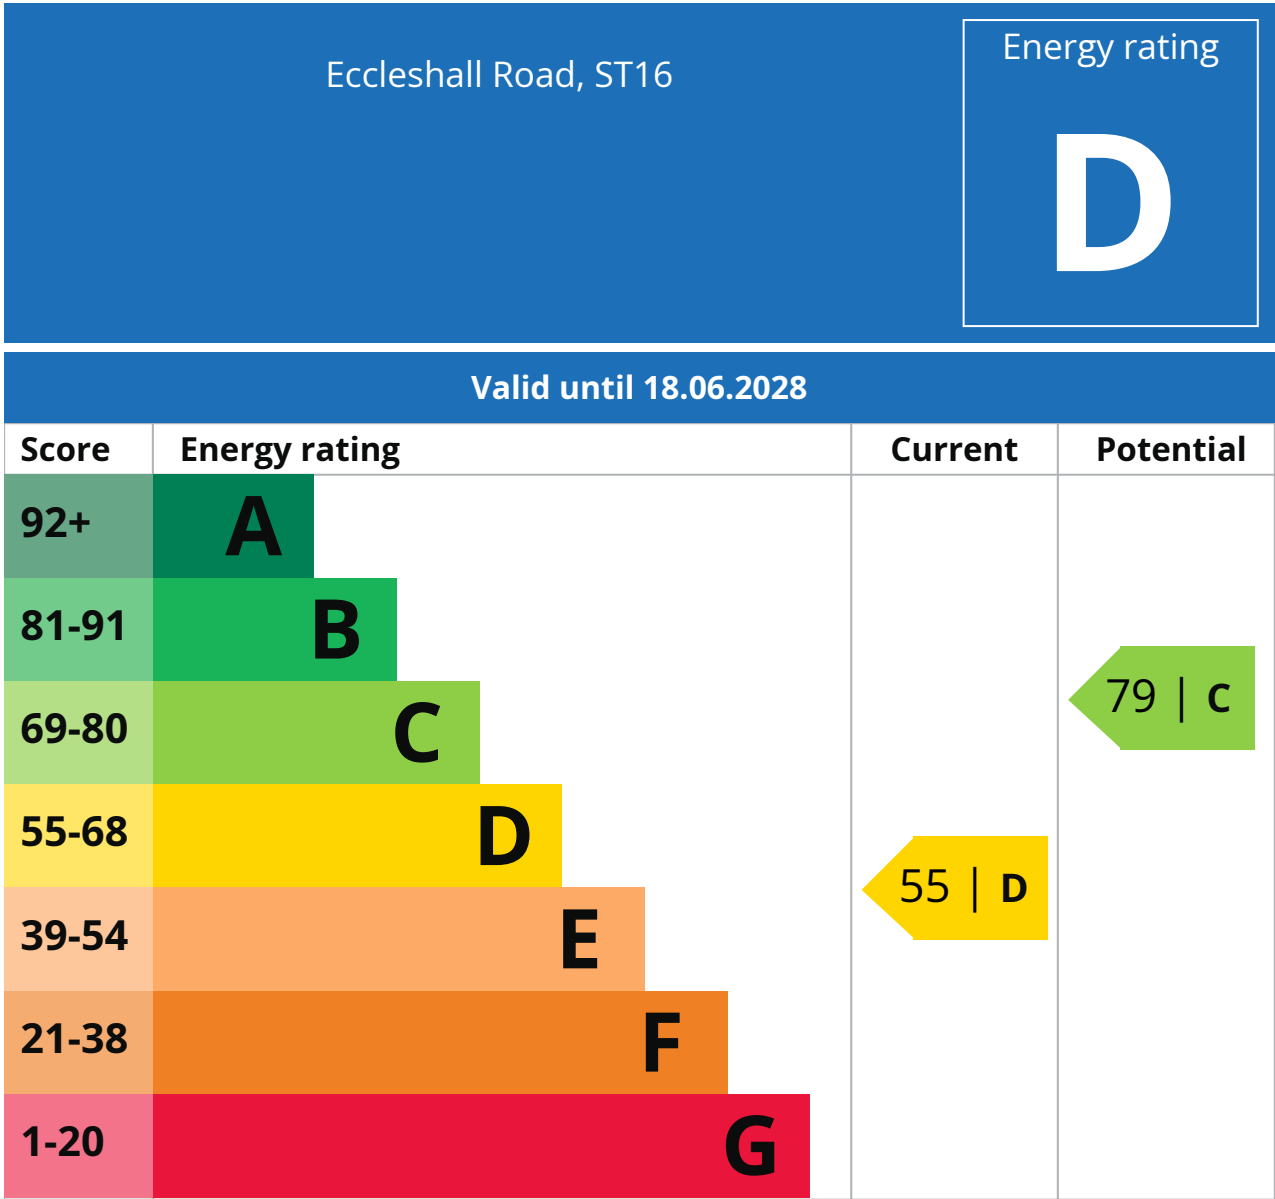 Eccleshall Road, ST16
Energy rating
D
Valid until 18.06.2028
Score Energy rating Current Potential
92+ A
81-91 B
79 | C
69-80 C
55-68 D
55 | D
39-54 E
21-38 F
1-20 G